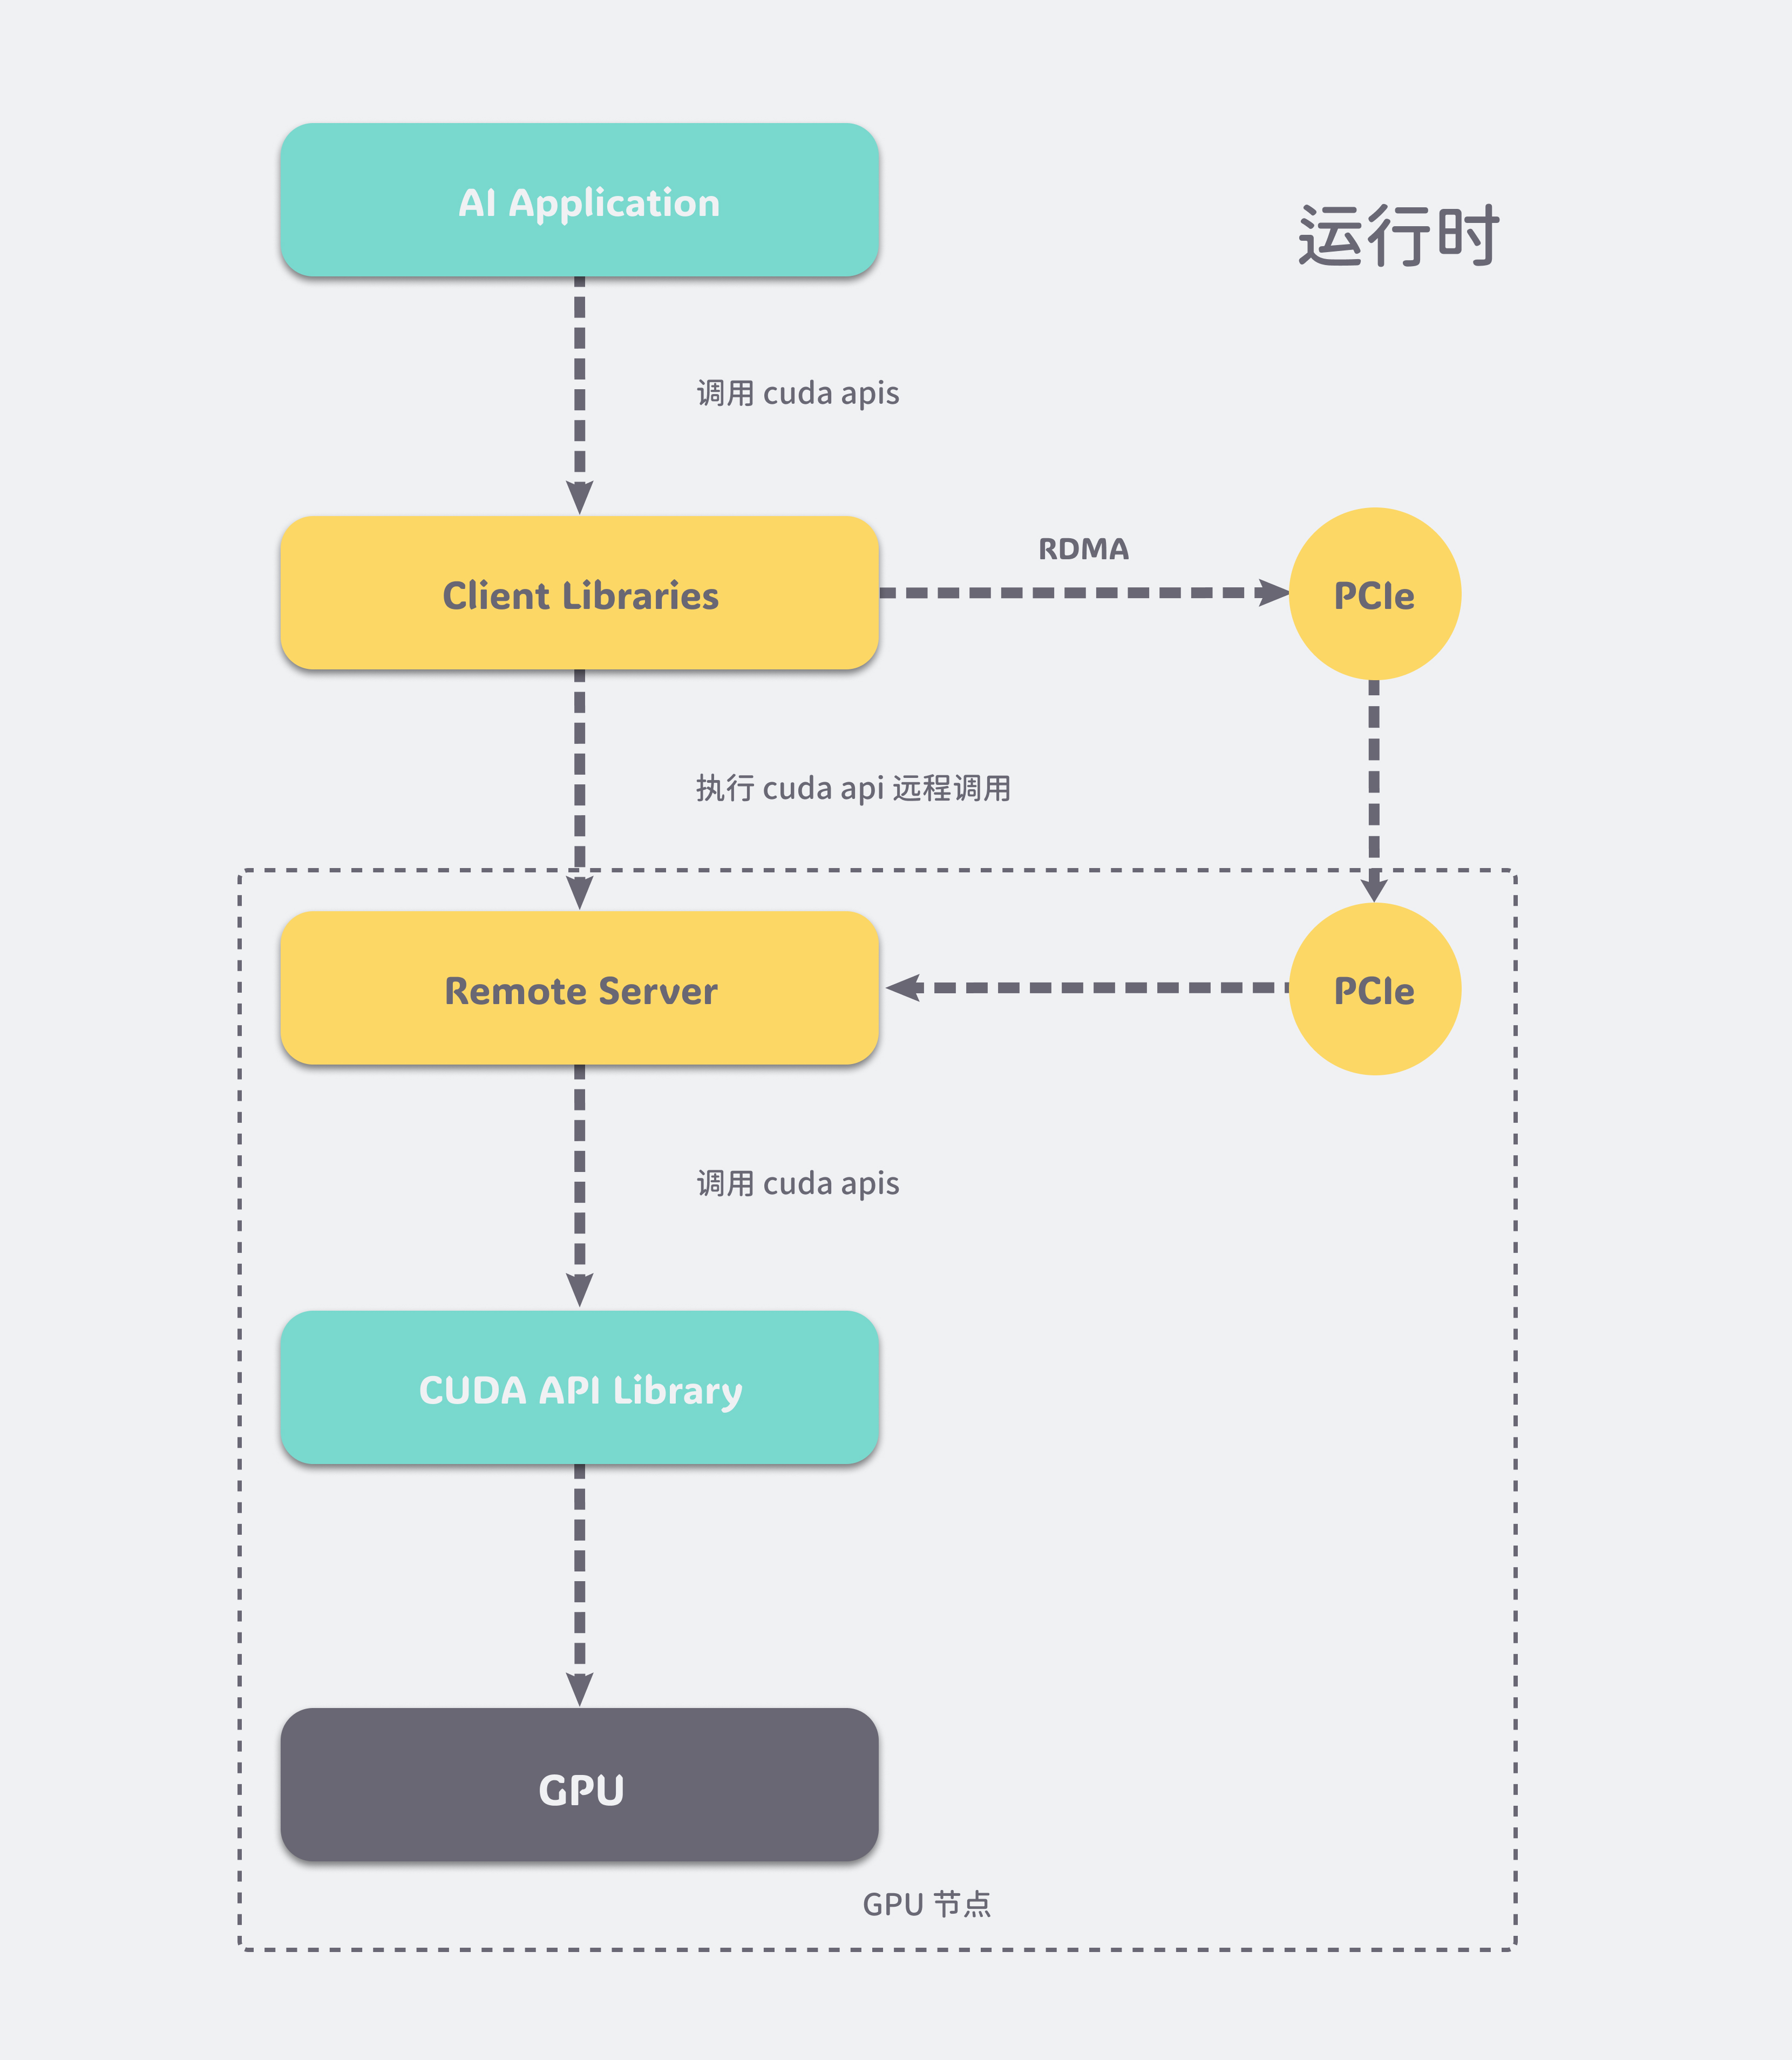 AI Application
运行时
调用 cuda apis
Client Libraries
RDMA
PCIe
执行 cuda api 远程调用
Remote Server
PCIe
调用 cuda apis
CUDA API Library
GPU
GPU 节点